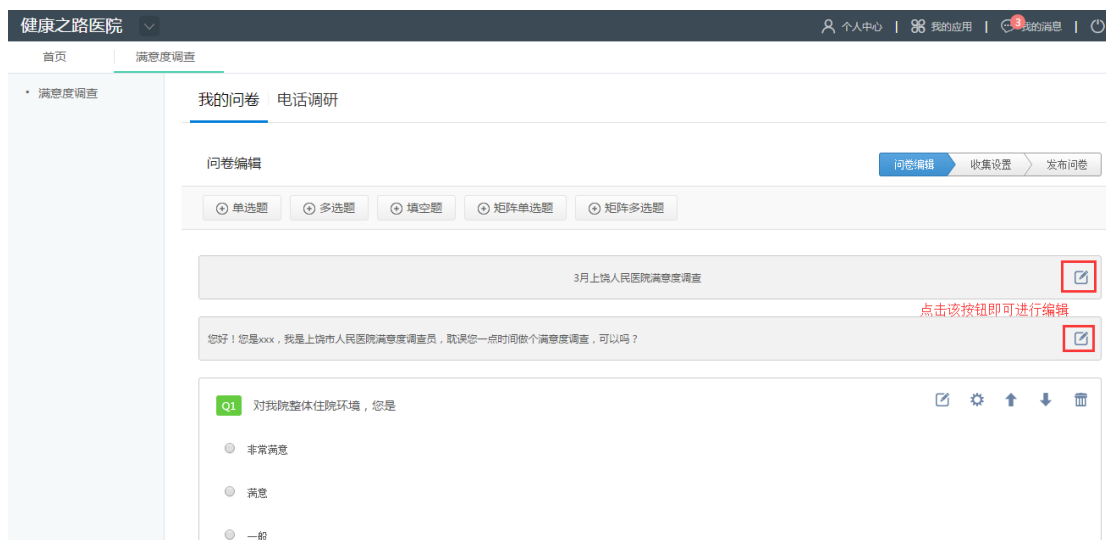 健康之路医院 个人中心 | 我的应用 | 3 我的消息 |
首页 满意度调查
• 满意度调查
我的问卷 电话调研
问卷编辑 问卷编辑 收集设置 发布问卷
单选题 多选题 填空题 矩阵单选题 矩阵多选题
3月上饶人民医院满意度调查
点击该按钮即可进行编辑
您好！您是xxx，我是上饶市人民医院满意度调查员，耽误您一点时间做个满意度调查，可以吗？
Q1 对我院整体住院环境，您是
非常满意
满意
一般